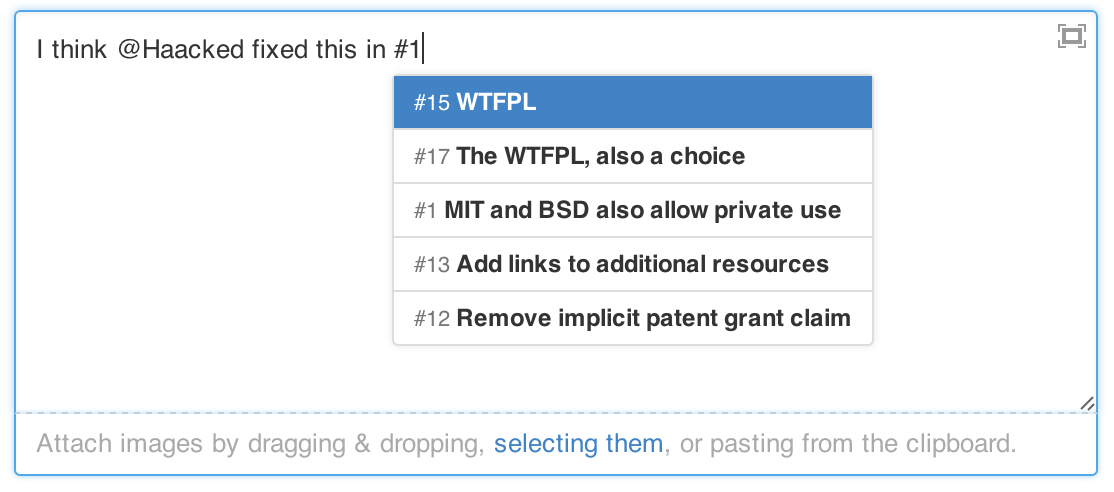 I think @Haacked fixed this in #1
#15 WTFPL
#17 The WTFPL, also a choice
#1 MIT and BSD also allow private use
#13 Add links to additional resources
#12 Remove implicit patent grant claim
Attach images by dragging & dropping, selecting them, or pasting from the clipboard.